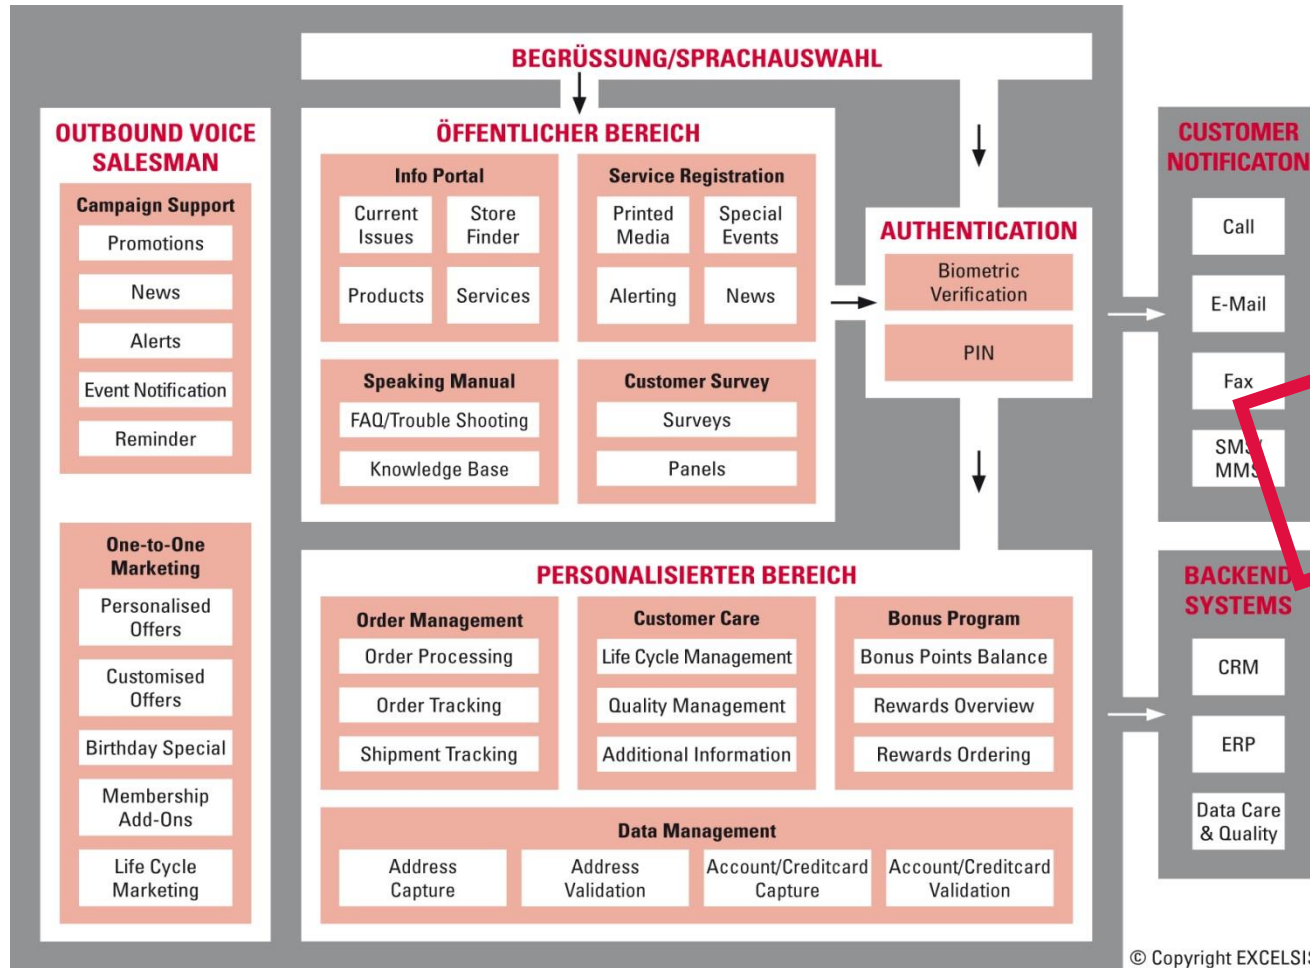 BEGRÜSSUNG/SPRACHAUSWAHL
OUTBOUND VOICE
SALESMAN
Campaign Support
Promotions
News
Alerts
Event Notification
Reminder
One-to-One
Marketing
Personalised
Offers
Customised
Offers
Birthday Special
Membership
Add-Ons
Life Cycle
Marketing
ÖFFENTLICHER BEREICH
Info Portal
Current
Issues
Store
Finder
Products
Services
Service Registration
Printed
Media
Special
Events
Alerting
News
Speaking Manual
FAQ/Trouble Shooting
Knowledge Base
Customer Survey
Surveys
Panels
AUTHENTICATION
Biometric
Verification
PIN
PERSONALISIERTER BEREICH
Order Management
Order Processing
Order Tracking
Shipment Tracking
Customer Care
Life Cycle Management
Quality Management
Additional Information
Bonus Program
Bonus Points Balance
Rewards Overview
Rewards Ordering
Data Management
Address
Capture
Address
Validation
Account/Creditcard
Capture
Account/Creditcard
Validation
CUSTOMER
NOTIFICATON
Call
E-Mail
Fax
SMS/
MMS
BACKEND
SYSTEMS
CRM
ERP
Data Care
& Quality
© Copyright EXCELSIS